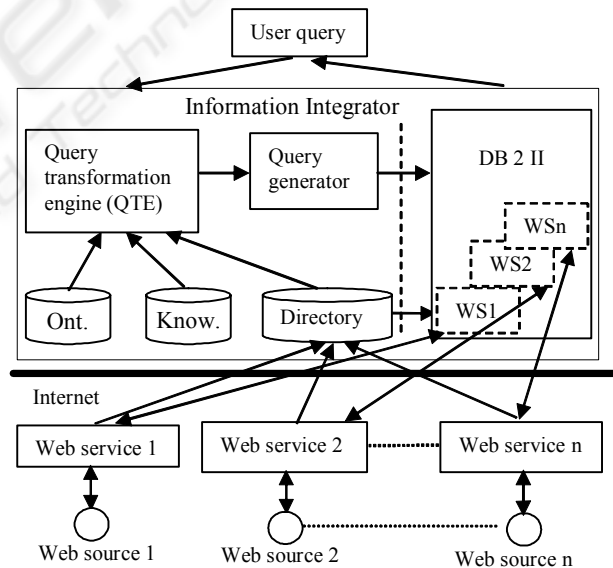 User query
Information Integrator
Query
transformation
engine (QTE)
Query
generator
DB 2 II
WSn
WS2
WS1
Ont.
Know.
Directory
Internet
Web service 1
Web service 2
Web service n
Web source 1
Web source 2
Web source n